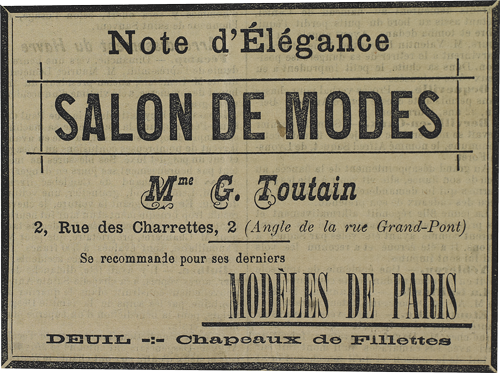 Note d'Élégance
SALON DE MODES
Mme G. Toutain
2, Rue des Charrettes, 2 (Angle de la rue Grand-Pont)
Se recommande pour ses derniers
MODÈLES DE PARIS
DEUIL -:- Chapeaux de Fillettes